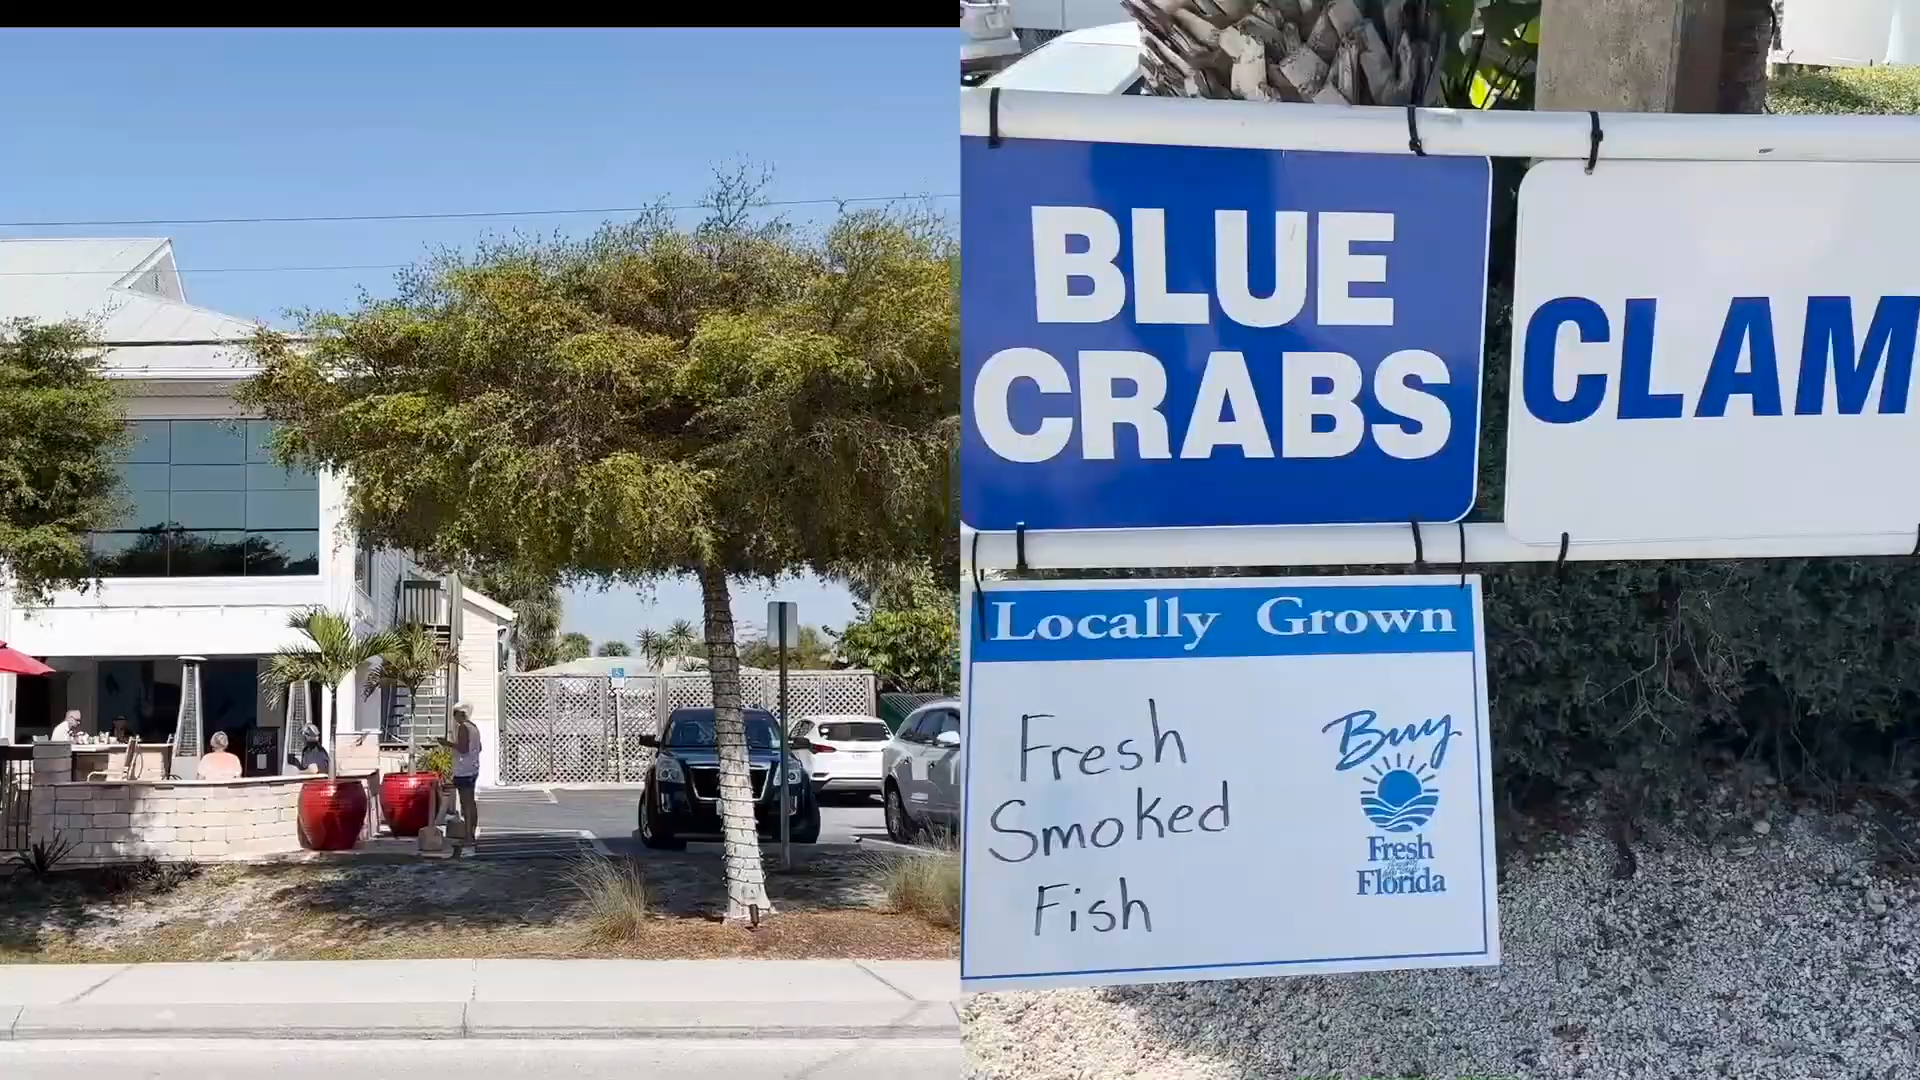 BLUE
CRABS
CLAM
Locally Grown
Fresh
Smoked
Fish
Buy
Fresh
Florida